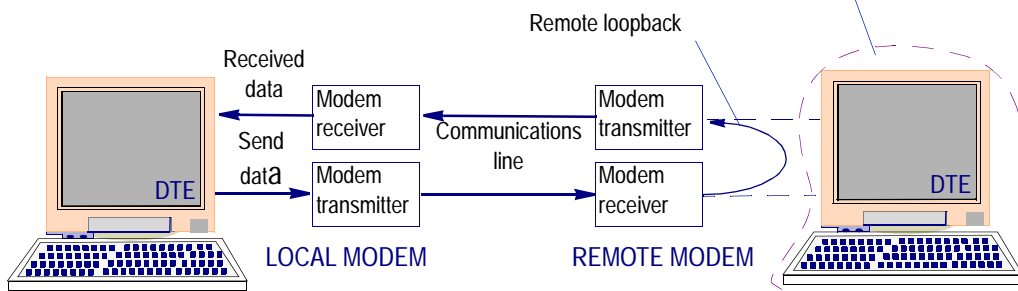 Remote loopback
Received
data
Modem
receiver
Modem
transmitter
Communications
line
Send
data
DTE
Modem
transmitter
Modem
receiver
DTE
LOCAL MODEM
REMOTE MODEM